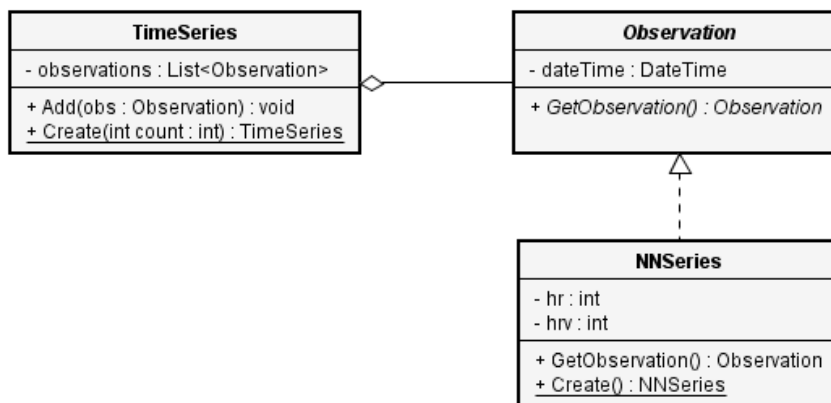 TimeSeries
- observations : List<Observation>
+ Add(obs : Observation) : void
+ Create(int count : int) : TimeSeries
Observation
- dateTime : DateTime
+ GetObservation() : Observation
NNSeries
- hr : int
- hrv : int
+ GetObservation() : Observation
+ Create() : NNSeries